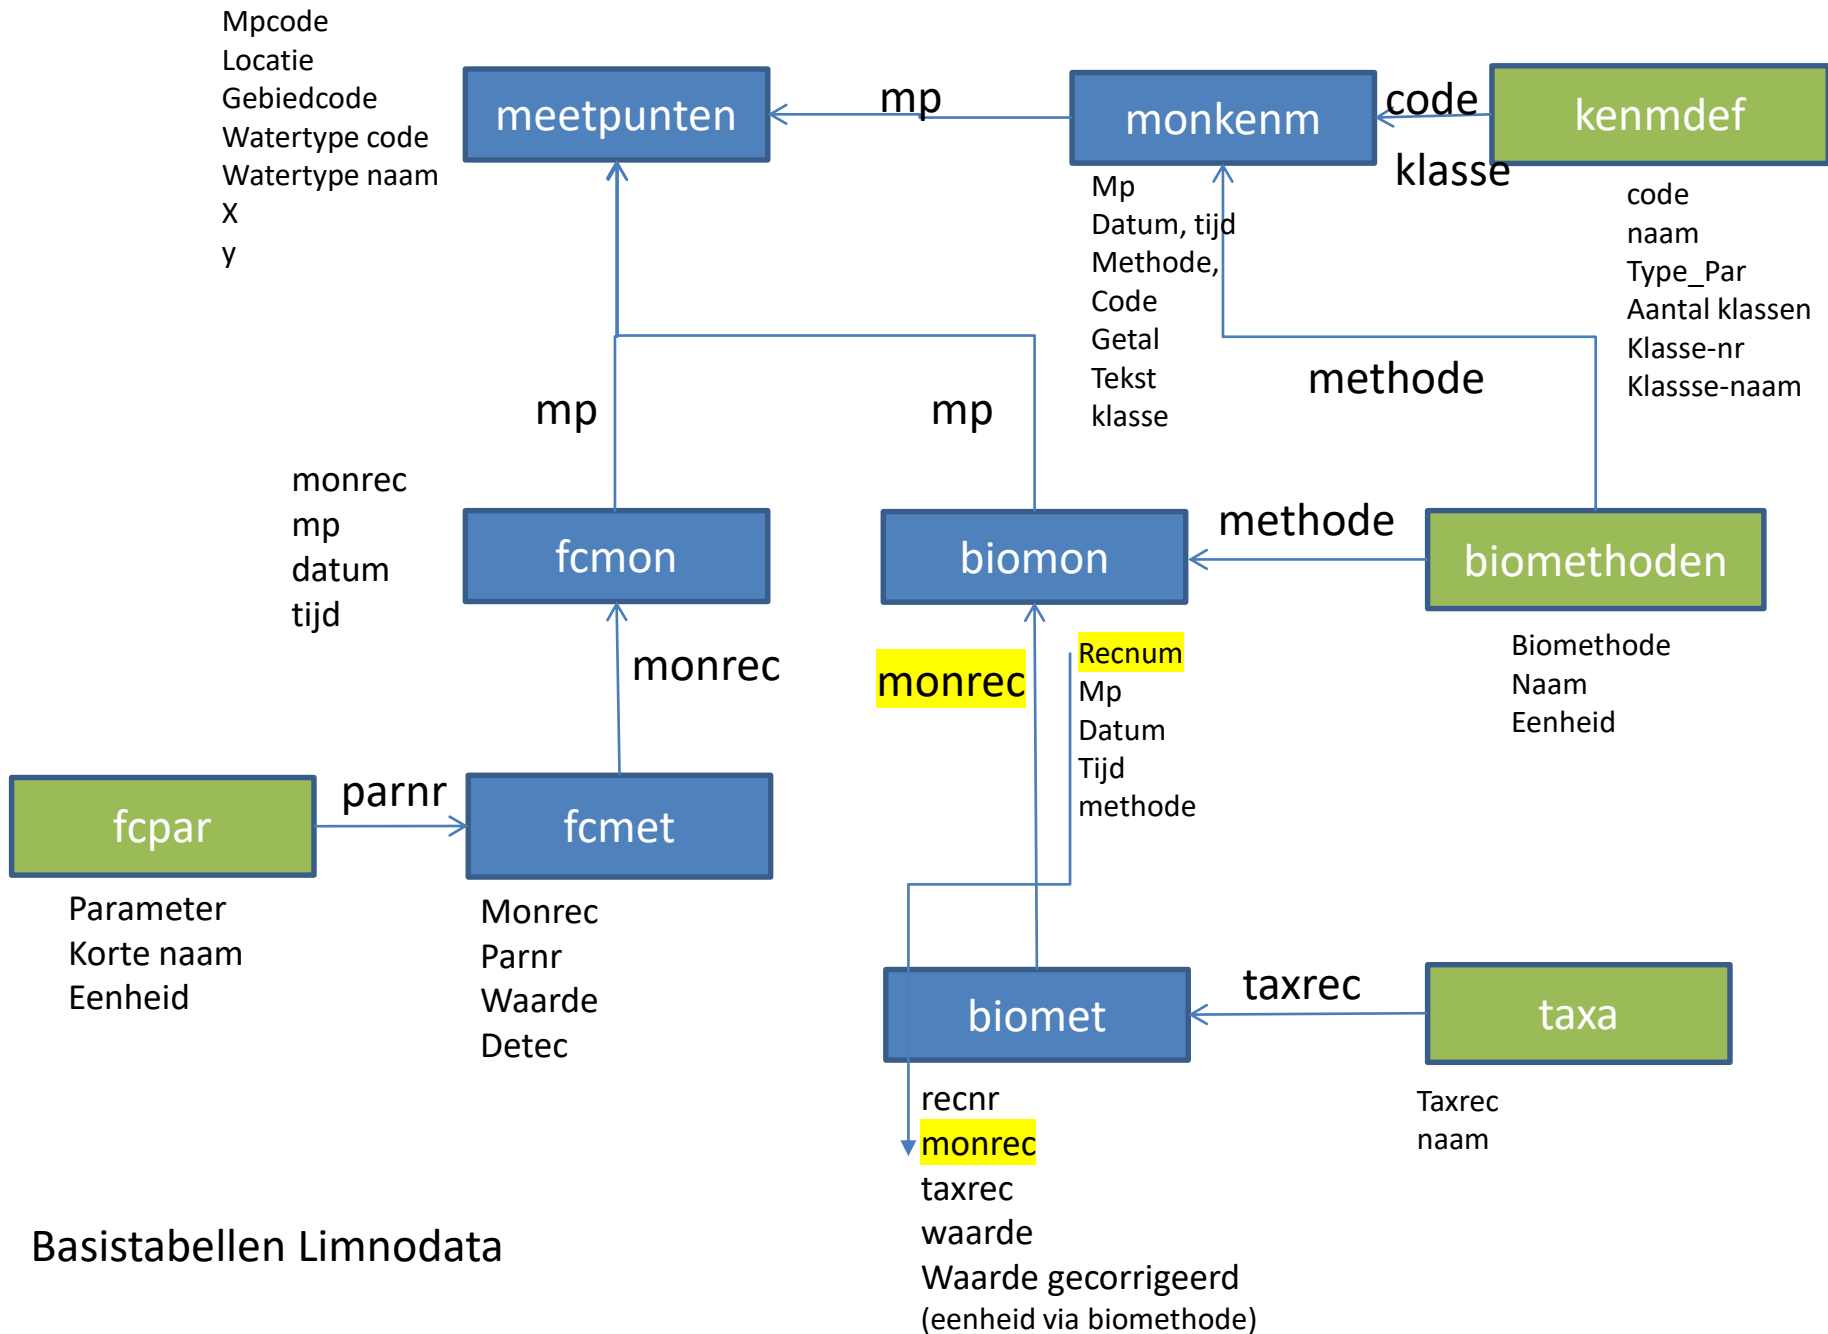 Mpcode
Locatie
Gebiedcode
Watertype code
Watertype naam
X
y
meetpunten
mp
monkenm
code
klasse
kenmdef
Mp
Datum, tijd
Methode,
Code
Getal
Tekst
klasse
code
naam
Type_Par
Aantal klassen
Klasse-nr
Klassse-naam
methode
mp
mp
monrec
mp
datum
tijd
fcmon
biomon
methode
biomethoden
monrec
monrec
Recnum
Mp
Datum
Tijd
methode
Biomethode
Naam
Eenheid
fcpar
parnr
fcmet
Parameter
Korte naam
Eenheid
Monrec
Parnr
Waarde
Detec
biomet
taxrec
taxa
recnr
monrec
taxrec
waarde
Waarde gecorrigeerd
(eenheid via biomethode)
Taxrec
naam
Basistabellen Limnodata